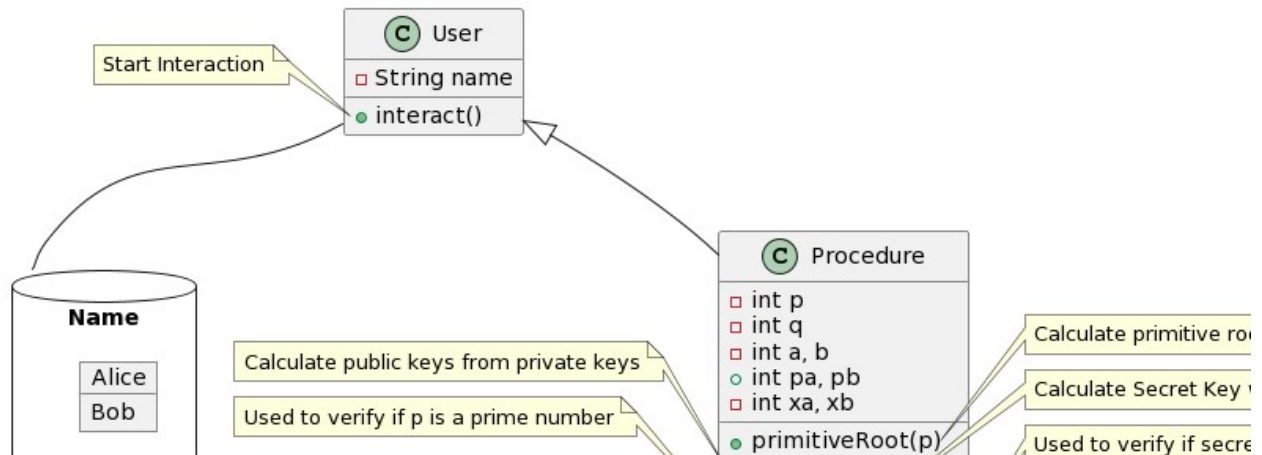 C User
Start Interaction
String name
interact()
C Procedure
Name
int p
int q
int a, b
int pa, pb
int xa, xb
Alice
Bob
Calculate public keys from private keys
Used to verify if p is a prime number
primitiveRoot(p)
Calculate primitive
Calculate Secret Key
Used to verify if